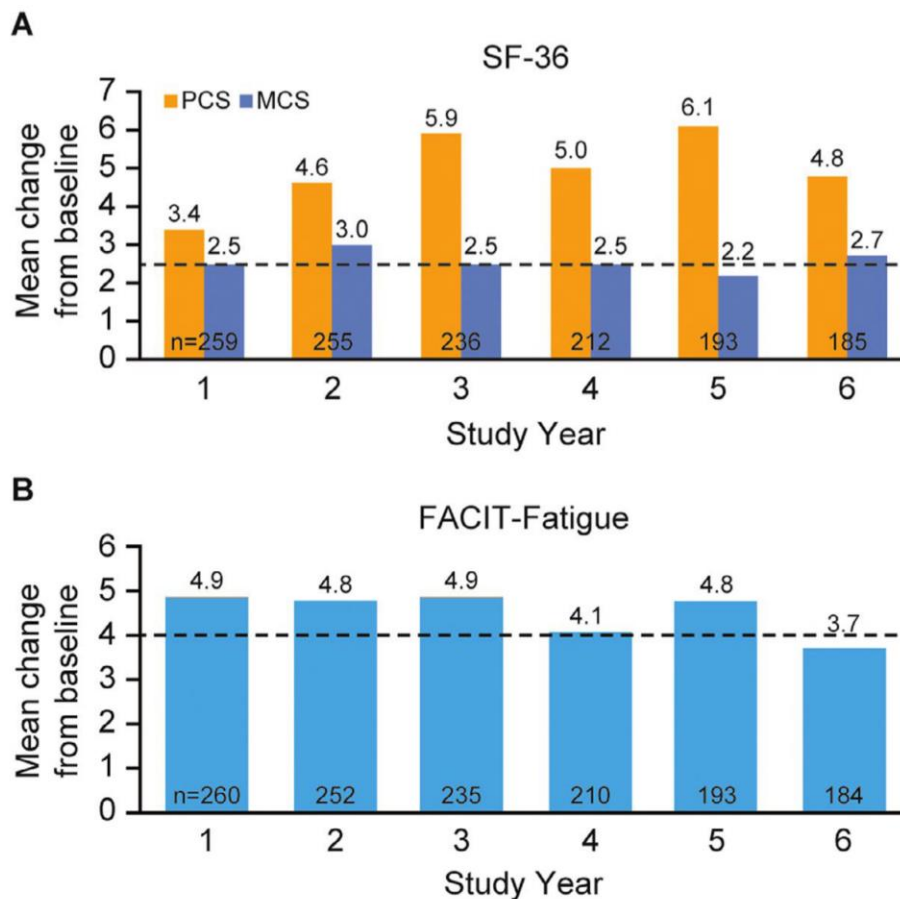 A
SF-36
PCS MCS
Mean change
from baseline
7
6
5
4
3
2
1
0
3.4 2.5
4.6 3.0
5.9 2.5
5.0 2.5
6.1 2.2
4.8 2.7
n=259 255 236 212 193 185
1 2 3 4 5 6
Study Year
B
FACIT-Fatigue
Mean change
from baseline
6
5
4
3
2
1
0
4.9 4.8 4.9 4.1 4.8 3.7
n=260 252 235 210 193 184
1 2 3 4 5 6
Study Year